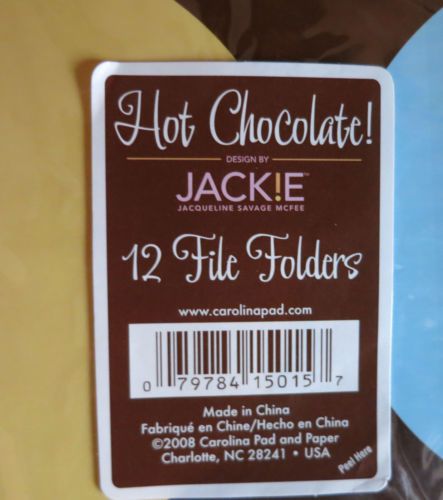 Hot Chocolate!
DESIGN BY
JACK!E™
JACQUELINE SAVAGE MCFEE
12 File Folders
www.carolinapad.com
0 79784 15015 7
Made in China
Fabriqué en Chine/Hecho en China
©2008 Carolina Pad and Paper
Charlotte, NC 28241 • USA
Peel Here